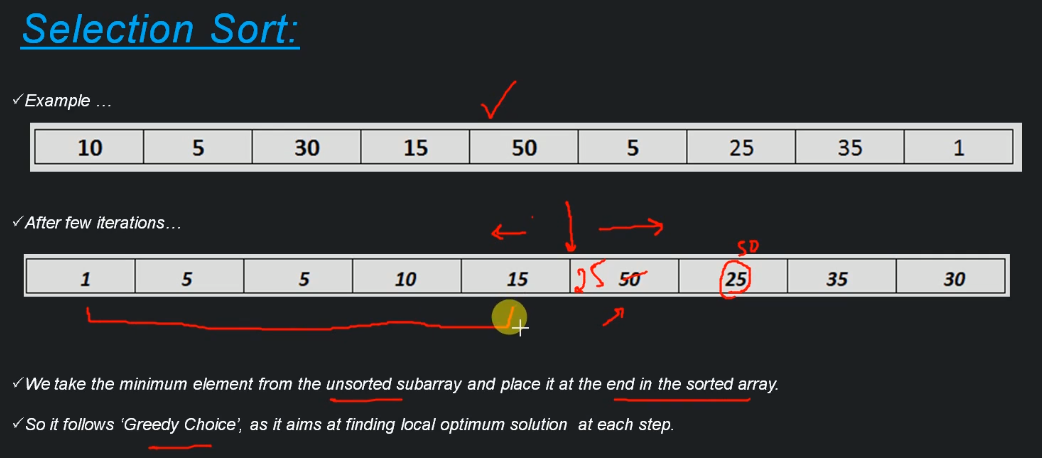 Selection Sort:
✓Example …
10 5 30 15 50 5 25 35 1
✓After few iterations…
50
1 5 5 10 15 25 50 25 35 30
✓We take the minimum element from the unsorted subarray and place it at the end in the sorted array.
✓So it follows ‘Greedy Choice’, as it aims at finding local optimum solution at each step.